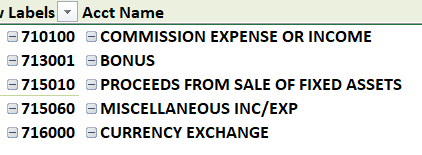 Labels Acct Name
710100 COMMISSION EXPENSE OR INCOME
713001 BONUS
715010 PROCEEDS FROM SALE OF FIXED ASSETS
715060 MISCELLANEOUS INC/EXP
716000 CURRENCY EXCHANGE